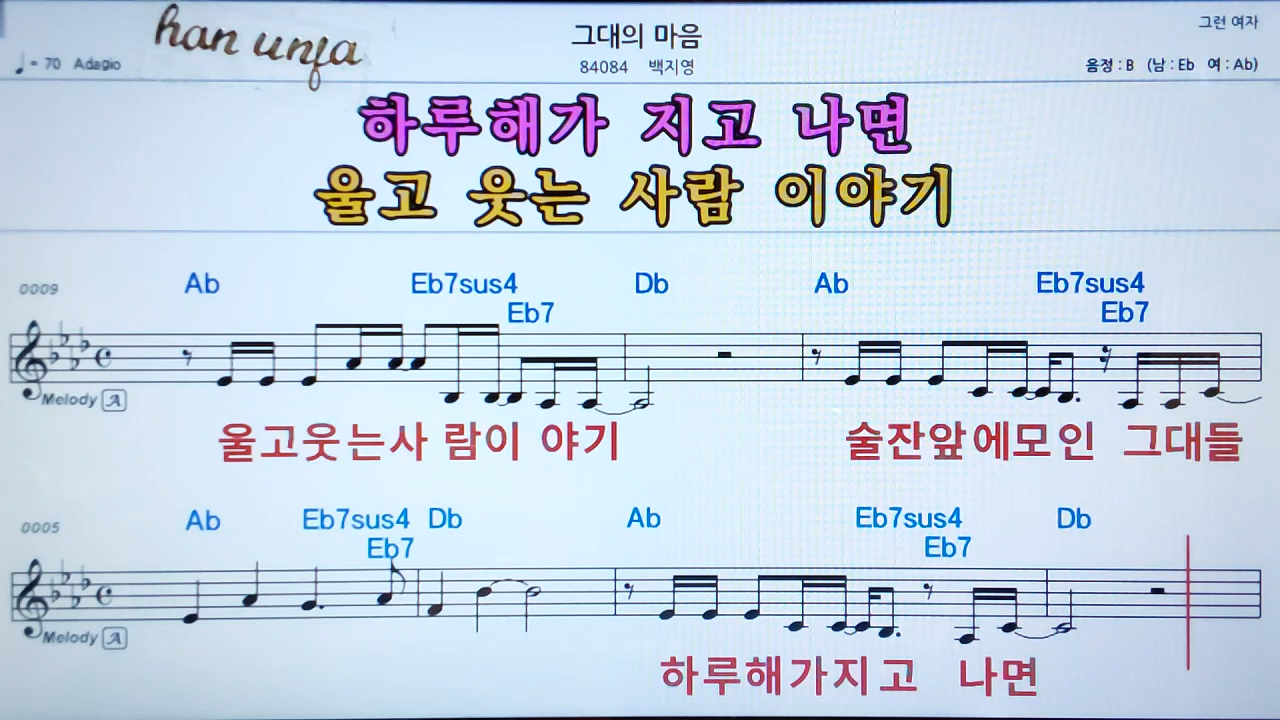 han unfa
그대의 마음
그런 여자
♩= 70 Adagio
84084 백지영
음정 : B (남 : Eb 여 : Ab)
하루해가 지고 나면
울고 웃는 사람 이야기
0009 Ab Eb7sus4 Db Ab Eb7sus4
Eb7 Eb7
Melody A
울고웃는사 람이 야기 술잔앞에모인 그대들
0005 Ab Eb7sus4 Db Ab Eb7sus4 Db
Eb7 Eb7
Melody A
하루해가지고 나면